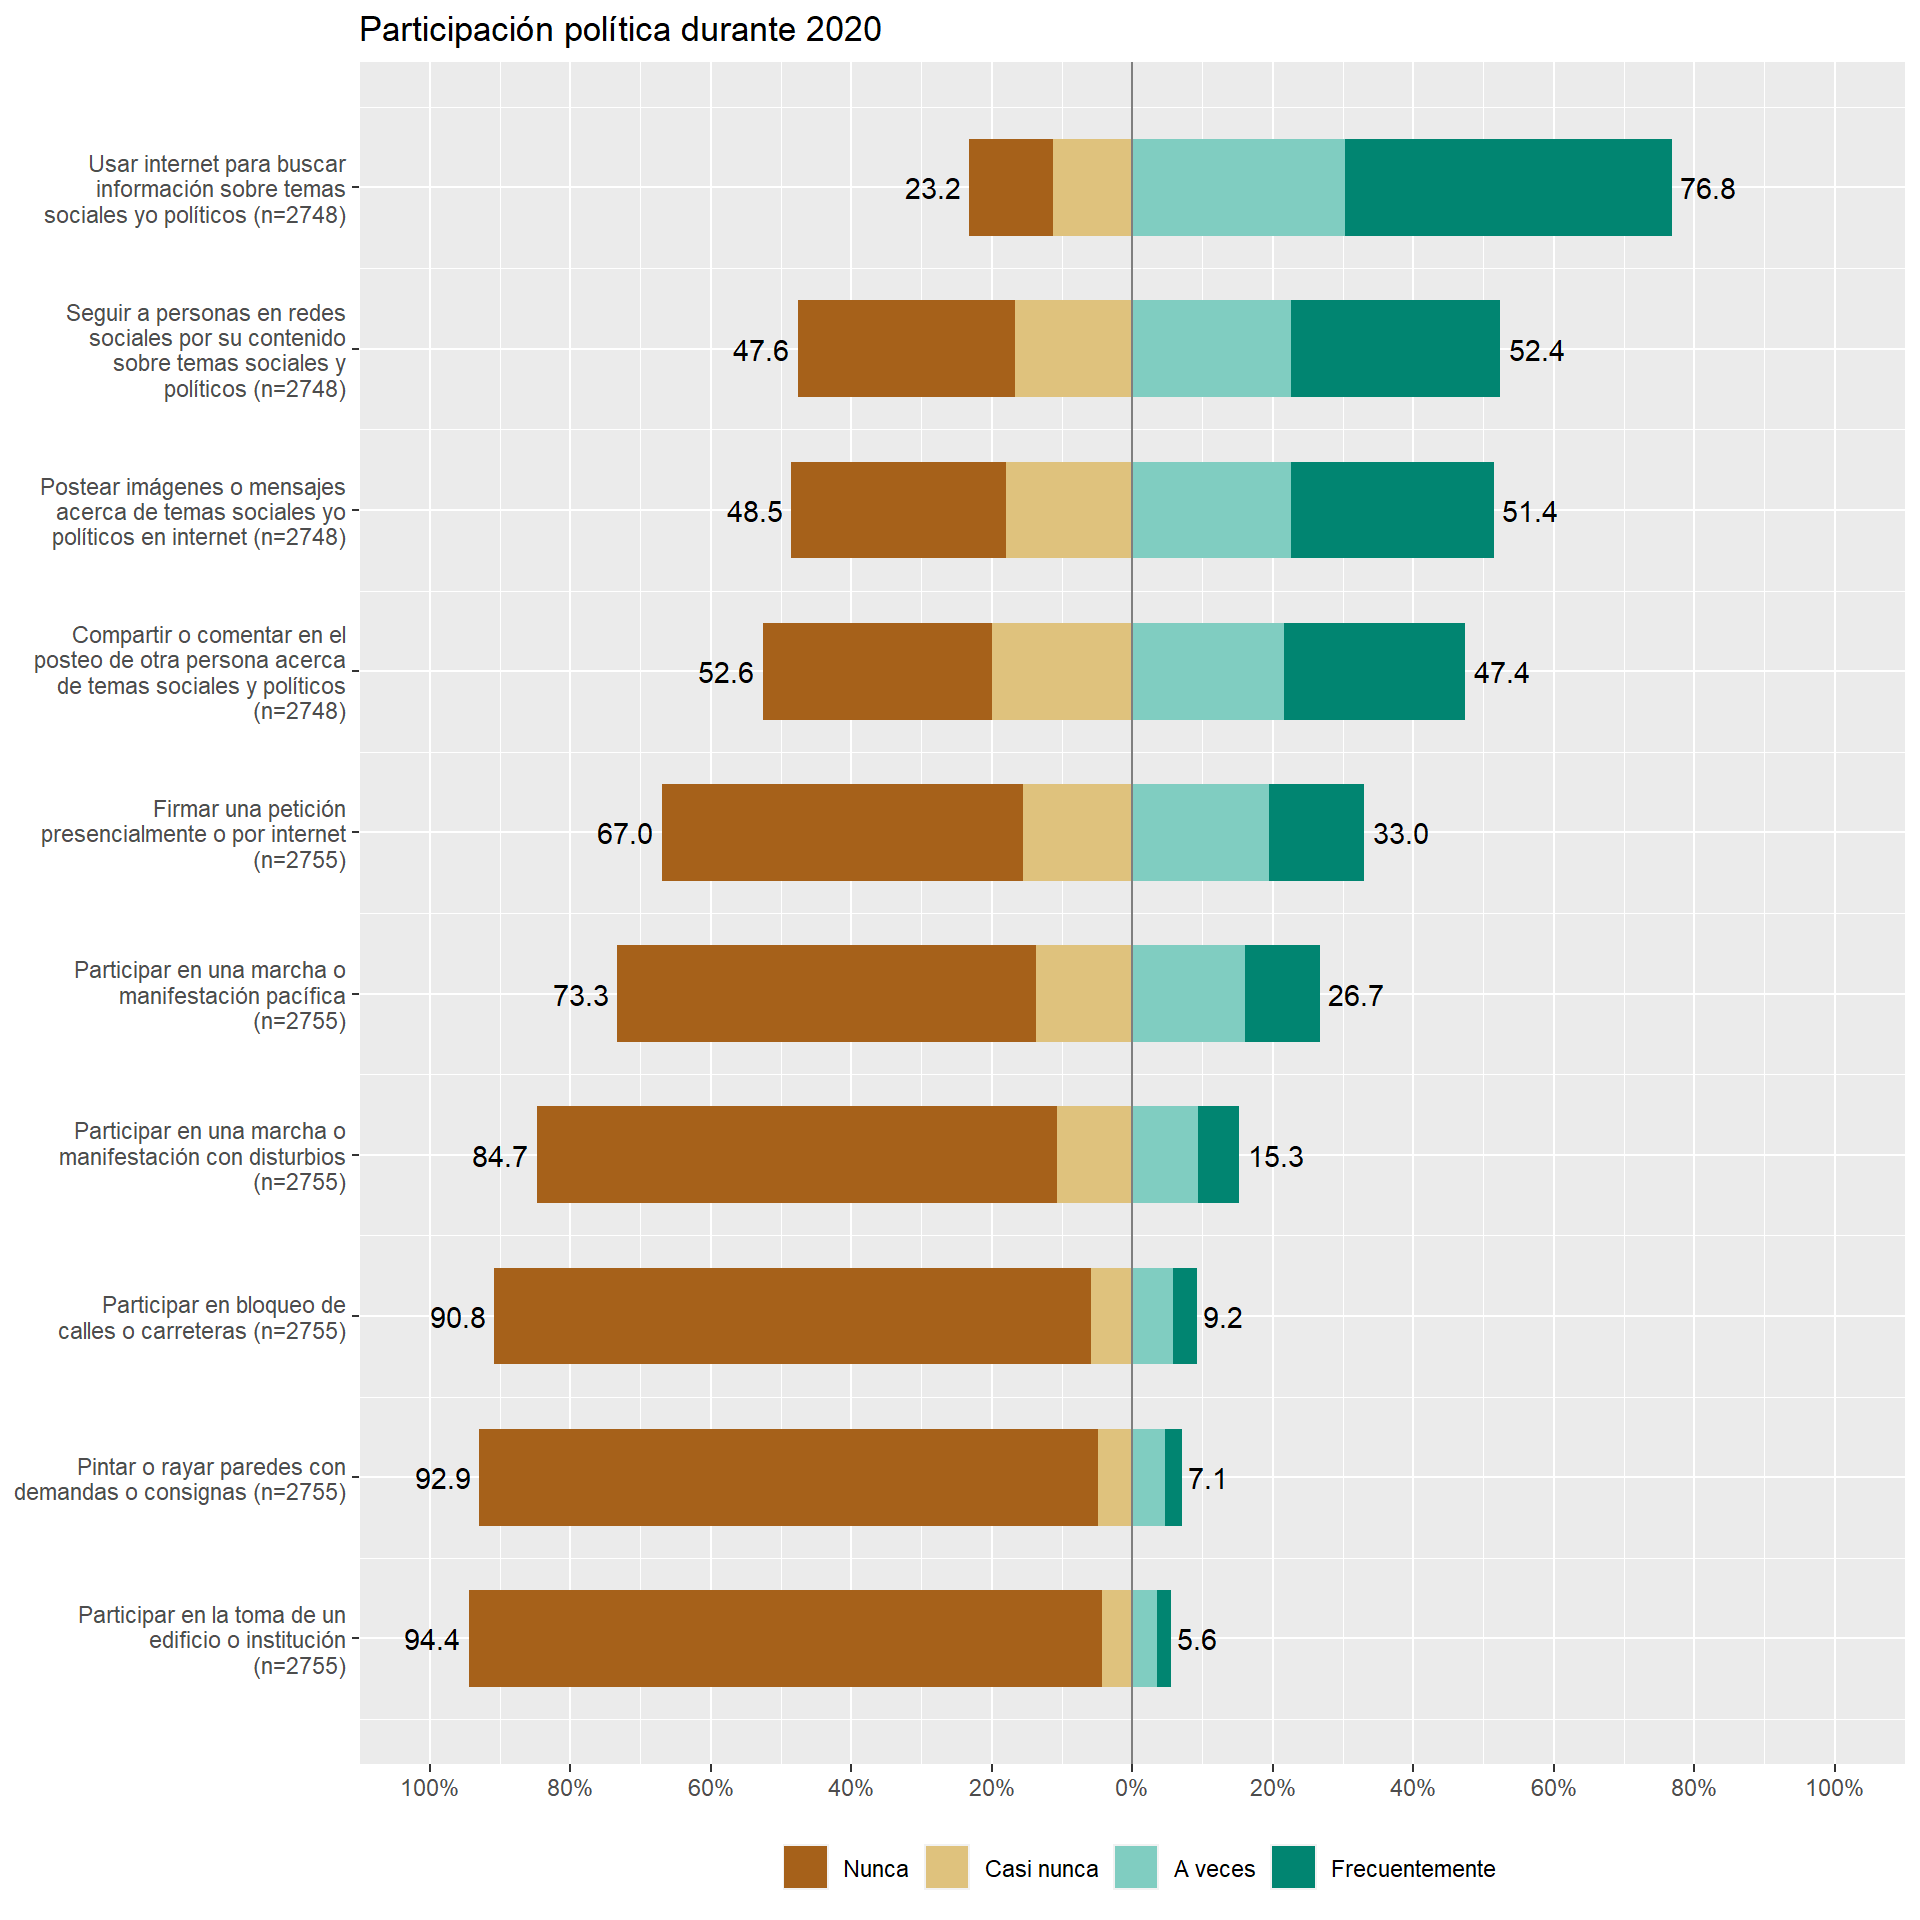 Participación política durante 2020
Usar internet para buscar
información sobre temas
sociales yo políticos (n=2748)
23.2
76.8
Seguir a personas en redes
sociales por su contenido
sobre temas sociales y
políticos (n=2748)
47.6
52.4
Postear imágenes o mensajes
acerca de temas sociales yo
políticos en internet (n=2748)
48.5
51.4
Compartir o comentar en el
posteo de otra persona acerca
de temas sociales y políticos
(n=2748)
52.6
47.4
Firmar una petición
presencialmente o por internet
(n=2755)
67.0
33.0
Participar en una marcha o
manifestación pacífica
(n=2755)
73.3
26.7
Participar en una marcha o
manifestación con disturbios
(n=2755)
84.7
15.3
Participar en bloqueo de
calles o carreteras (n=2755)
90.8
9.2
Pintar o rayar paredes con
demandas o consignas (n=2755)
92.9
7.1
Participar en la toma de un
edificio o institución
(n=2755)
94.4
5.6
100% 80% 60% 40% 20% 0% 20% 40% 60% 80% 100%
Nunca Casi nunca A veces Frecuentemente